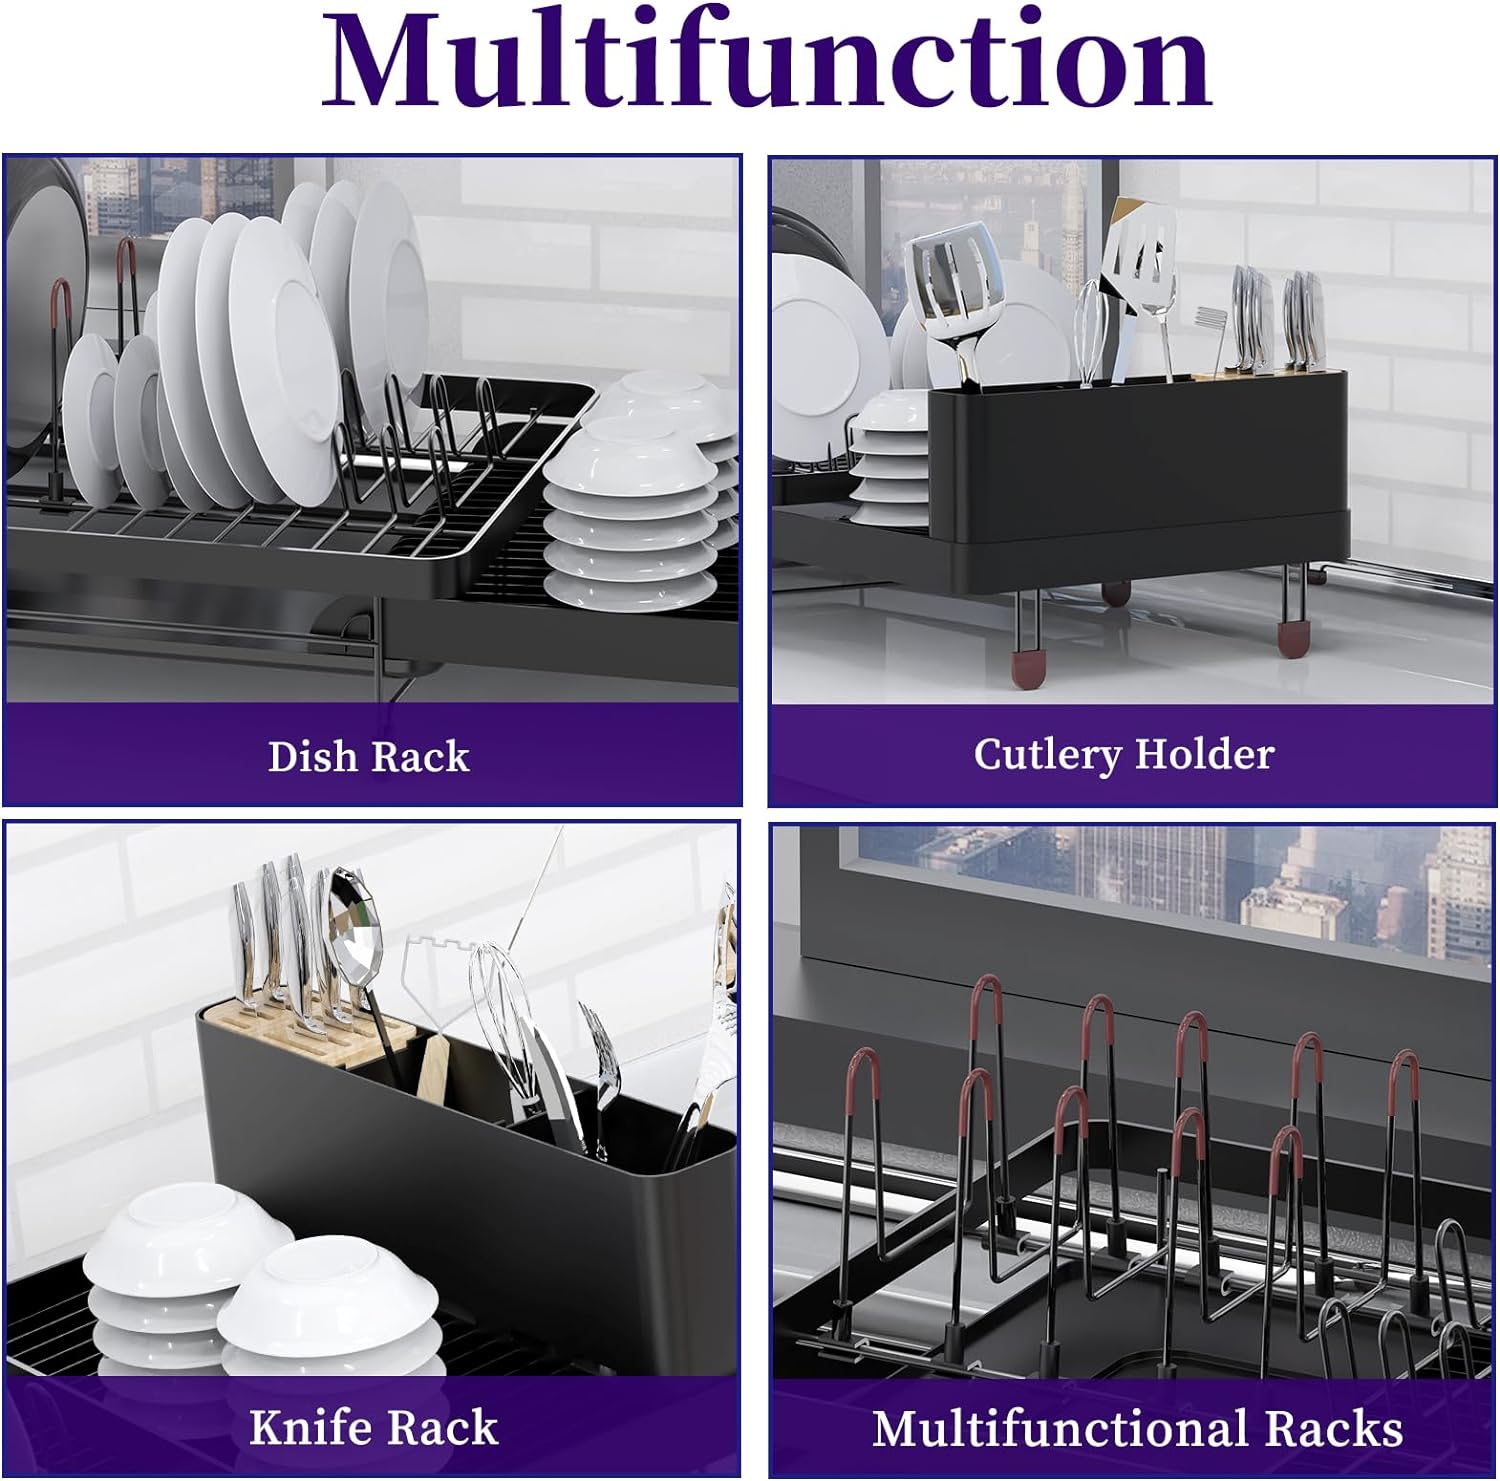 Multifunction
Dish Rack
Cutlery Holder
Knife Rack
Multifunctional Racks